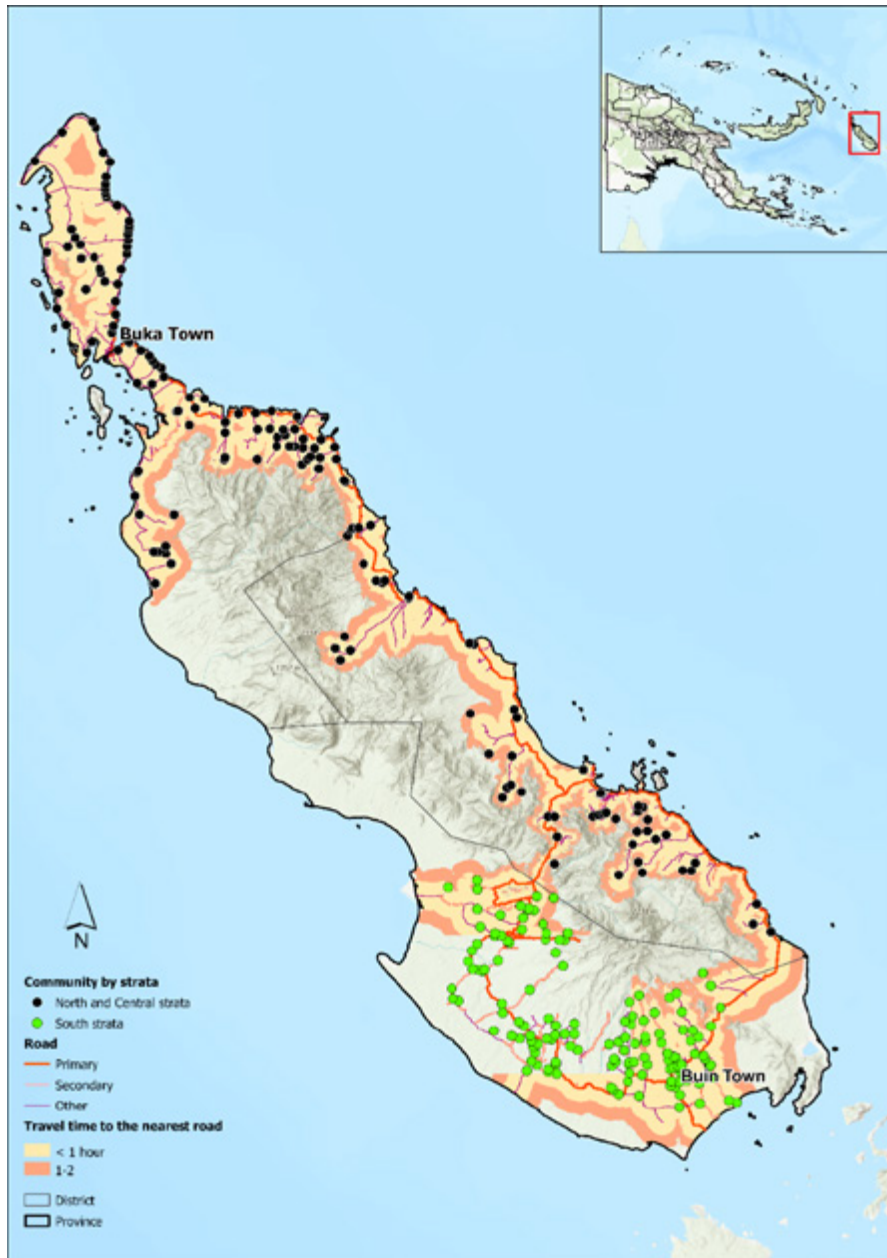 Buka Town
Buin Town
N
Community by strata
North and Central strata
South strata
Road
Primary
Secondary
Other
Travel time to the nearest road
< 1 hour
1-2
District
Province